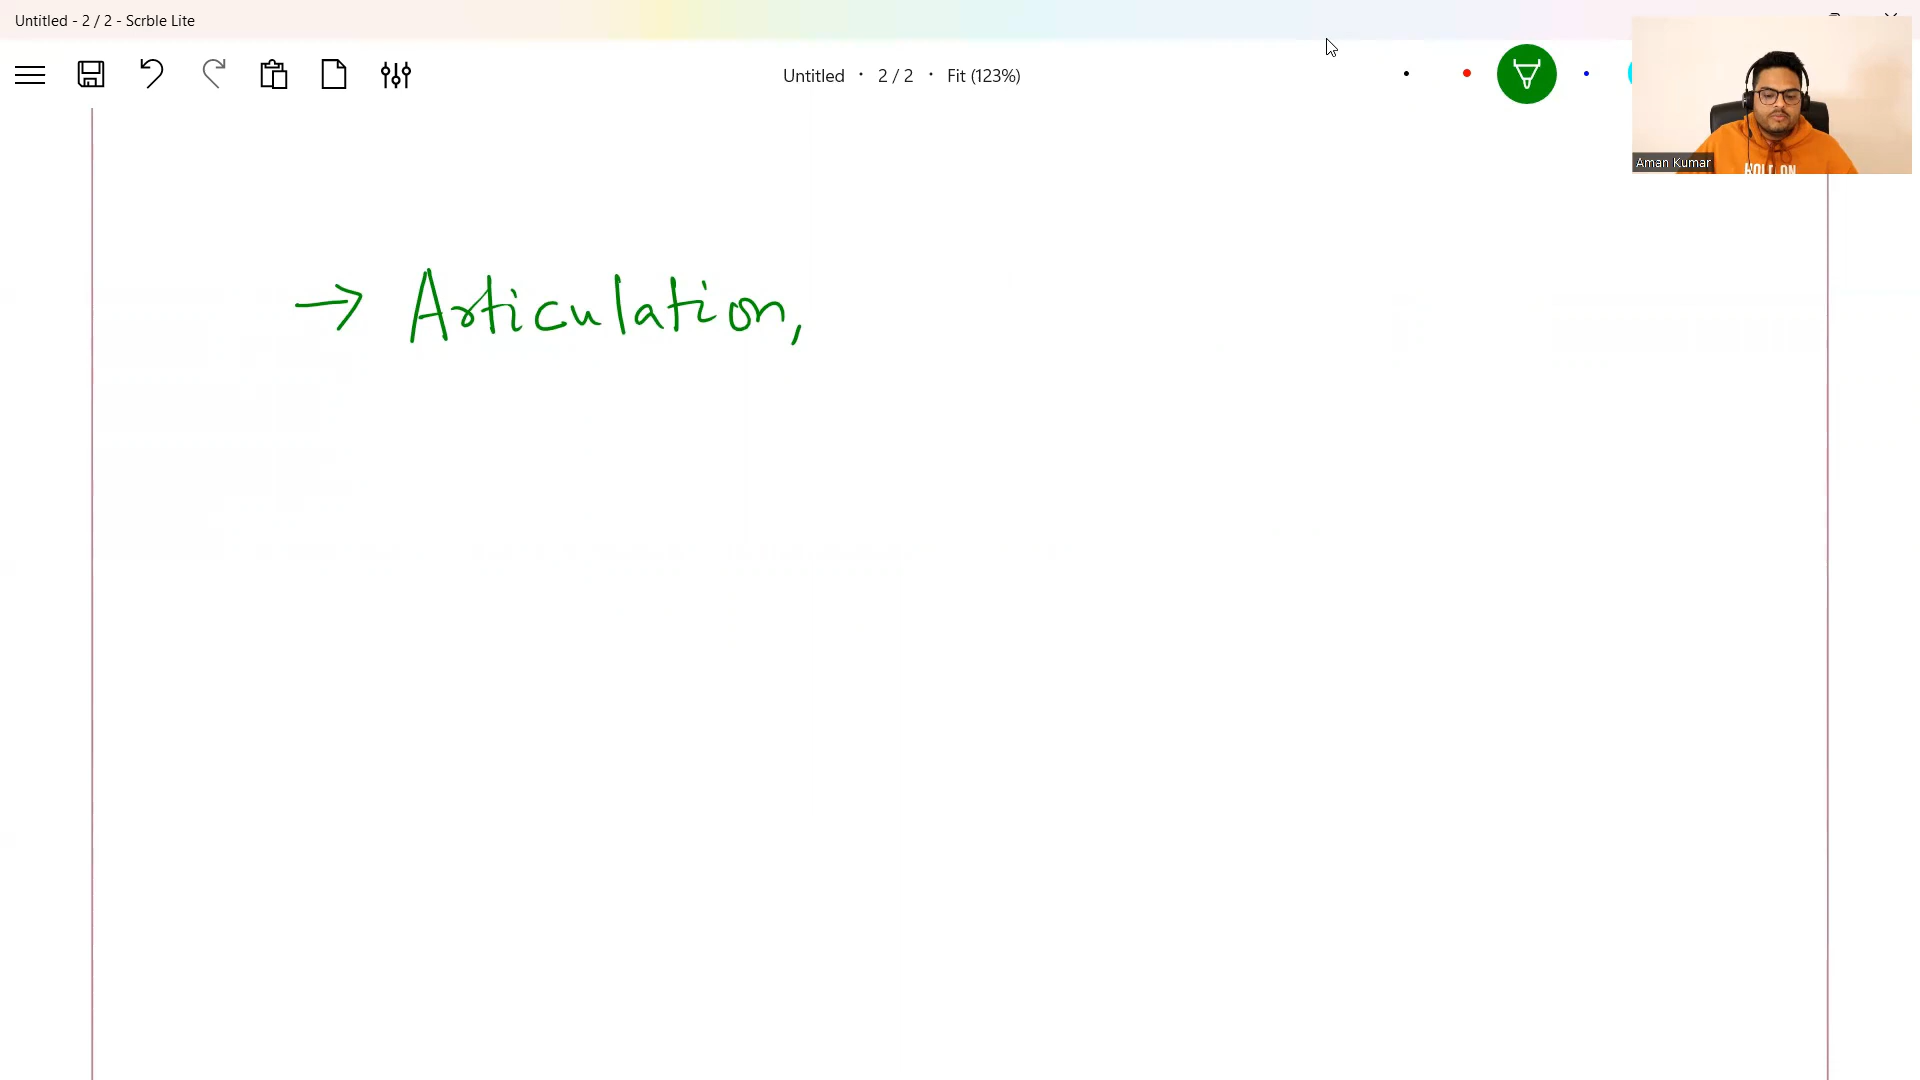 Untitled - 2 / 2 - Scrble Lite
Untitled • 2 / 2 • Fit (123%)
Aman Kumar
→ Articulation,